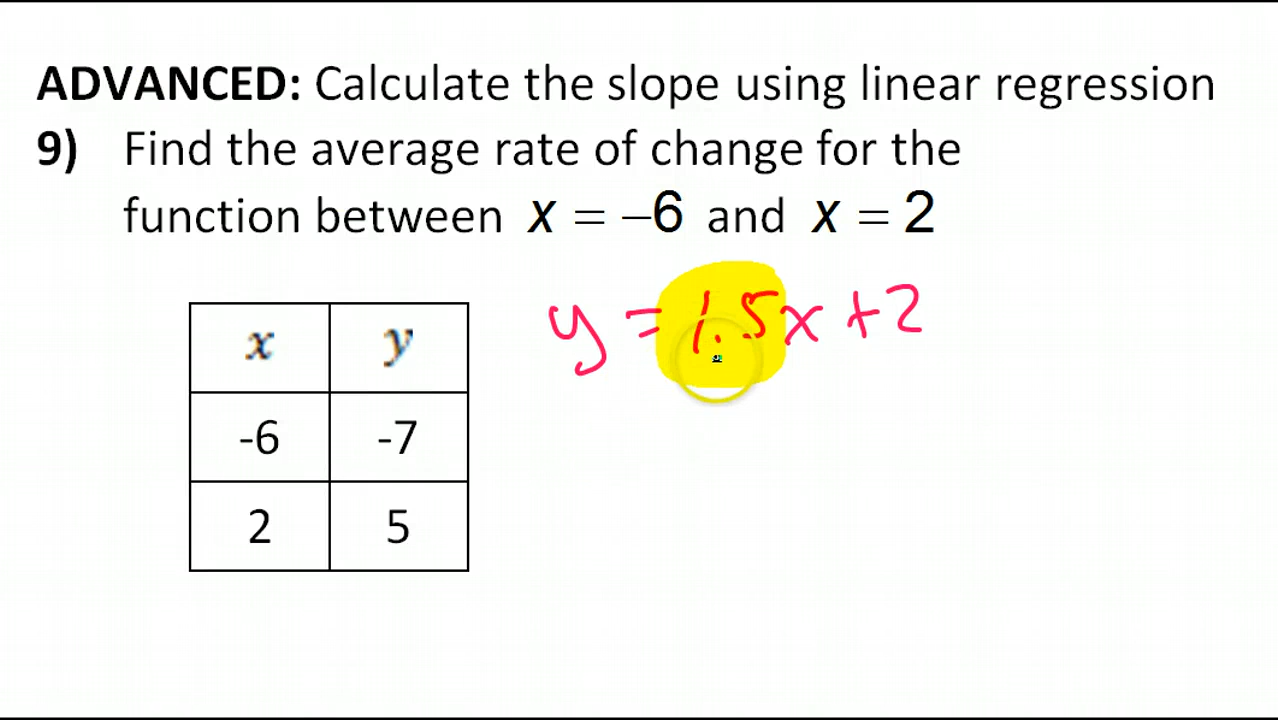 ADVANCED: Calculate the slope using linear regression
9) Find the average rate of change for the
function between x = –6 and x = 2
y = 1.5x + 2
x y
-6 -7
2 5